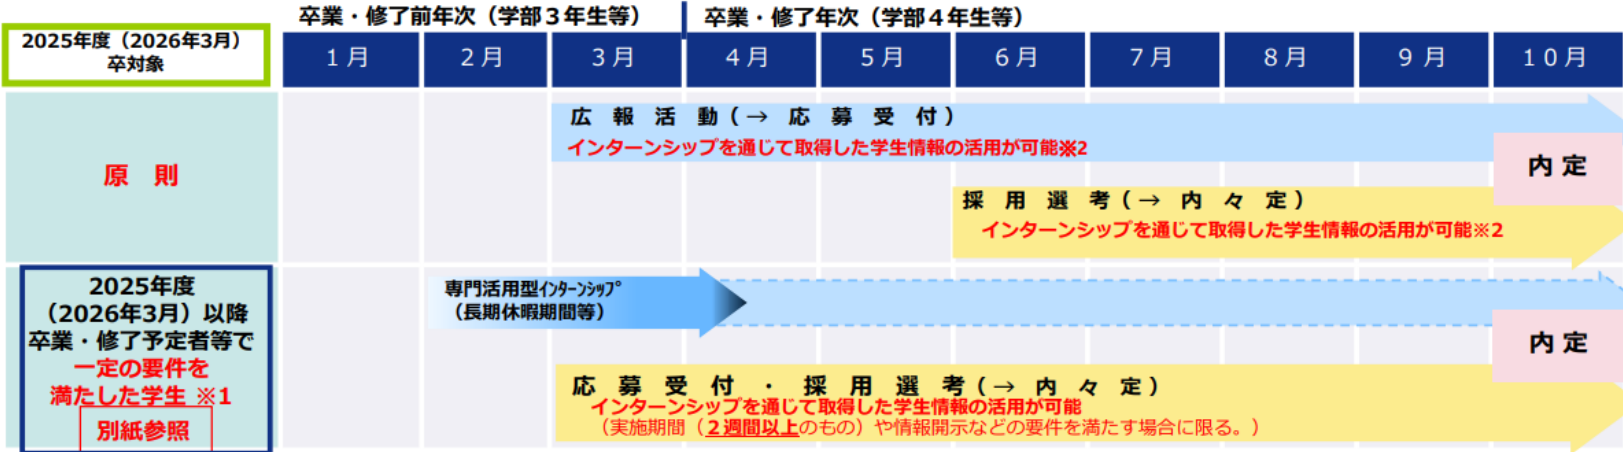 卒業・修了前年次（学部３年生等）
卒業・修了年次（学部４年生等）
2025年度（2026年3月）
卒対象
１月
２月
３月
４月
５月
６月
７月
８月
９月
１０月
原　則
広　報　活　動（→　応　募　受　付）
インターンシップを通じて取得した学生情報の活用が可能※2
採　用　選　考（→　内　々　定）
インターンシップを通じて取得した学生情報の活用が可能※2
内 定
2025年度
（2026年3月）以降
卒業・修了予定者等で
一定の要件を
満たした学生 ※1
別紙参照
専門活用型ｲﾝﾀｰﾝｼｯﾌﾟ
（長期休暇期間等）
応　募　受　付　・　採　用　選　考（→　内　々　定）
インターンシップを通じて取得した学生情報の活用が可能
（実施期間（２週間以上のもの）や情報開示などの要件を満たす場合に限る。）
内 定